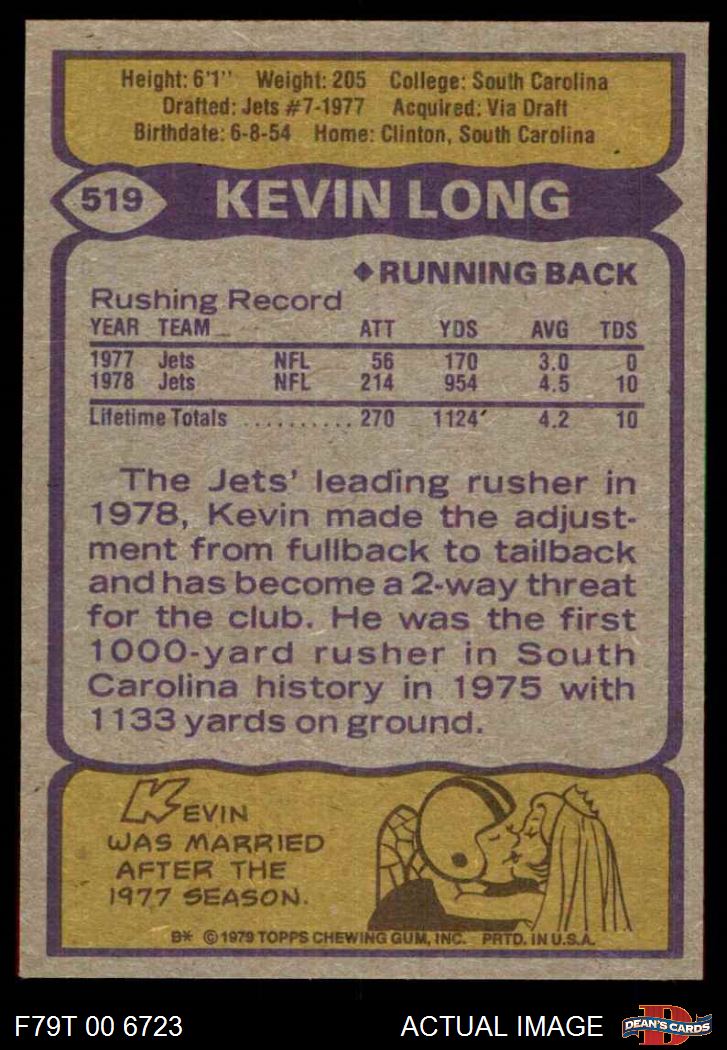 Height: 6'1" Weight: 205 College: South Carolina
Drafted: Jets #7-1977 Acquired: Via Draft
Birthdate: 6-8-54 Home: Clinton, South Carolina
519 KEVIN LONG
◆RUNNING BACK
Rushing Record
YEAR TEAM ATT YDS AVG TDS
1977 Jets NFL 56 170 3.0 0
1978 Jets NFL 214 954 4.5 10
Lifetime Totals .......... 270 1124 4.2 10
The Jets' leading rusher in
1978, Kevin made the adjust-
ment from fullback to tailback
and has become a 2-way threat
for the club. He was the first
1000-yard rusher in South
Carolina history in 1975 with
1133 yards on ground.
KEVIN
WAS MARRIED
AFTER THE
1977 SEASON.
B* © 1979 TOPPS CHEWING GUM, INC. PRTD. IN U.S.A.
F79T 00 6723 ACTUAL IMAGE D DEAN'S CARDS